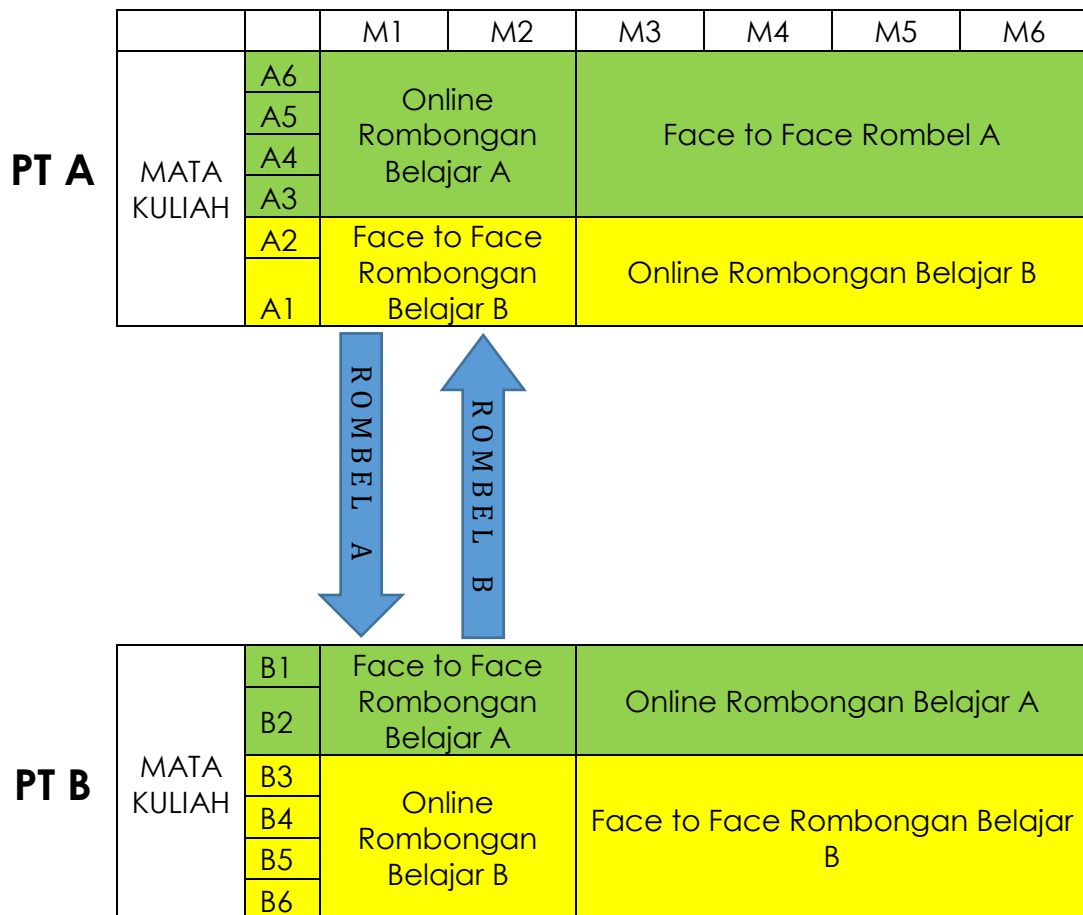 M1 M2 M3 M4 M5 M6
PT A
MATA
KULIAH
A6
A5
A4
A3
A2
A1
Online
Rombongan
Belajar A
Face to Face Rombel A
Face to Face
Rombongan
Belajar B
Online Rombongan Belajar B
ROMBEL A
ROMBEL B
PT B
MATA
KULIAH
B1
B2
B3
B4
B5
B6
Face to Face
Rombongan
Belajar A
Online Rombongan Belajar A
Online
Rombongan
Belajar B
Face to Face Rombongan Belajar
B